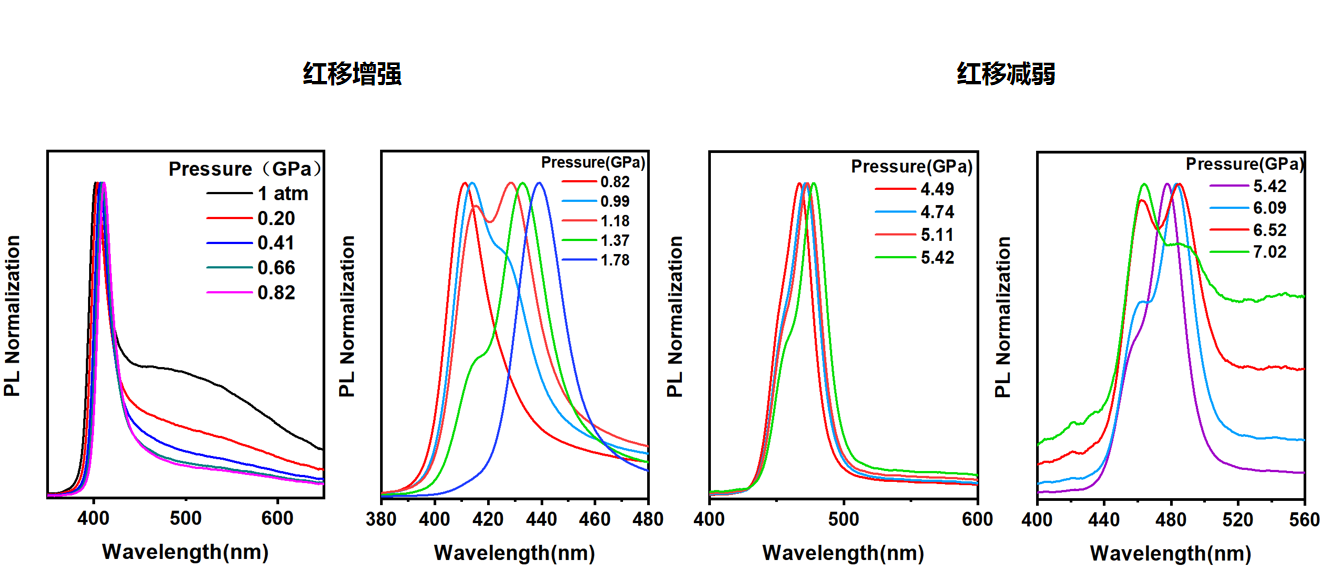 红移增强
红移减弱
Pressure（GPa）
1 atm
0.20
0.41
0.66
0.82
PL Normalization
400 500 600
Wavelength(nm)
Pressure(GPa)
0.82
0.99
1.18
1.37
1.78
PL Normalization
380 400 420 440 460 480
Wavelength(nm)
Pressure(GPa)
4.49
4.74
5.11
5.42
PL Normalization
400 500 600
Wavelength(nm)
Pressure(GPa)
5.42
6.09
6.52
7.02
PL Normalization
400 440 480 520 560
Wavelength(nm)